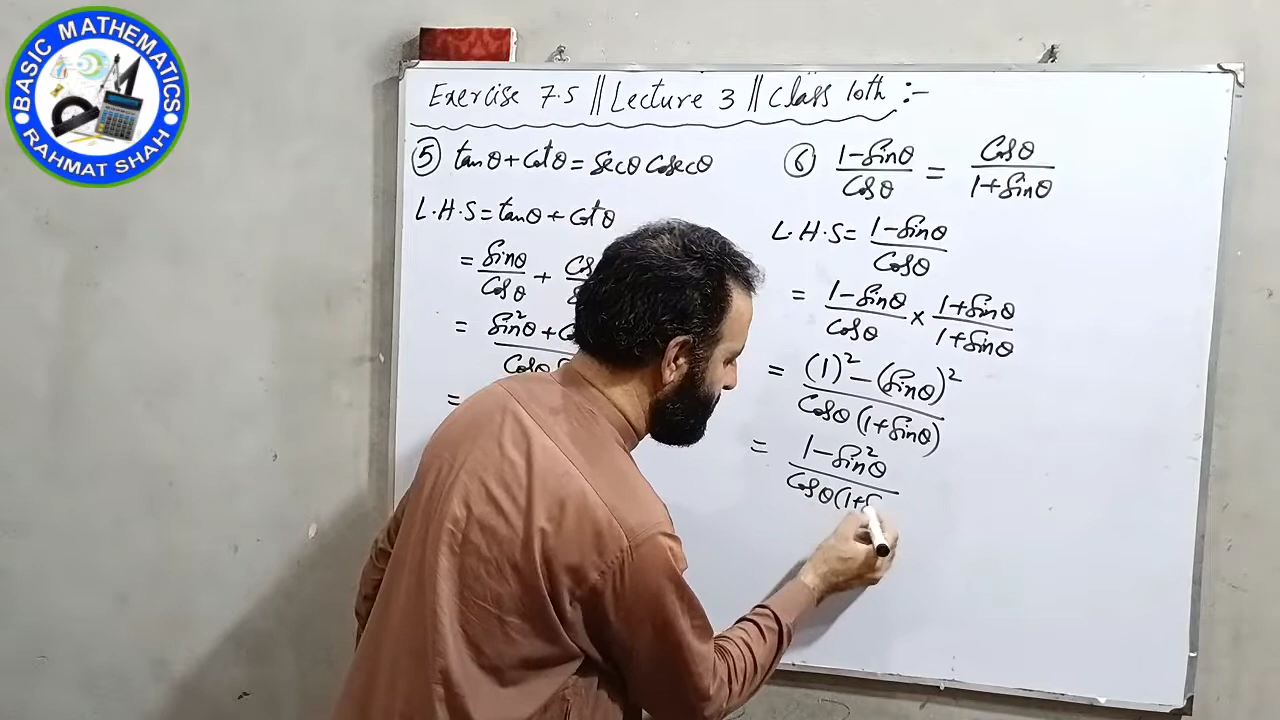 BASIC MATHEMATICS
RAHMAT SHAH
Exercise 7.5 || Lecture 3 || Class 10th :-
⑤ tanθ + Cotθ = Secθ Cosecθ
L.H.S = tanθ + Cotθ
= Sinθ/Cosθ +
= Sin²θ +
Cosθ
=
⑥ (1-Sinθ)/Cosθ = Cosθ/(1+Sinθ)
L.H.S = (1-Sinθ)/Cosθ
= (1-Sinθ)/Cosθ × (1+Sinθ)/(1+Sinθ)
= ((1)² - (Sinθ)²)/(Cosθ(1+Sinθ))
= (1-Sin²θ)/(Cosθ(1+S